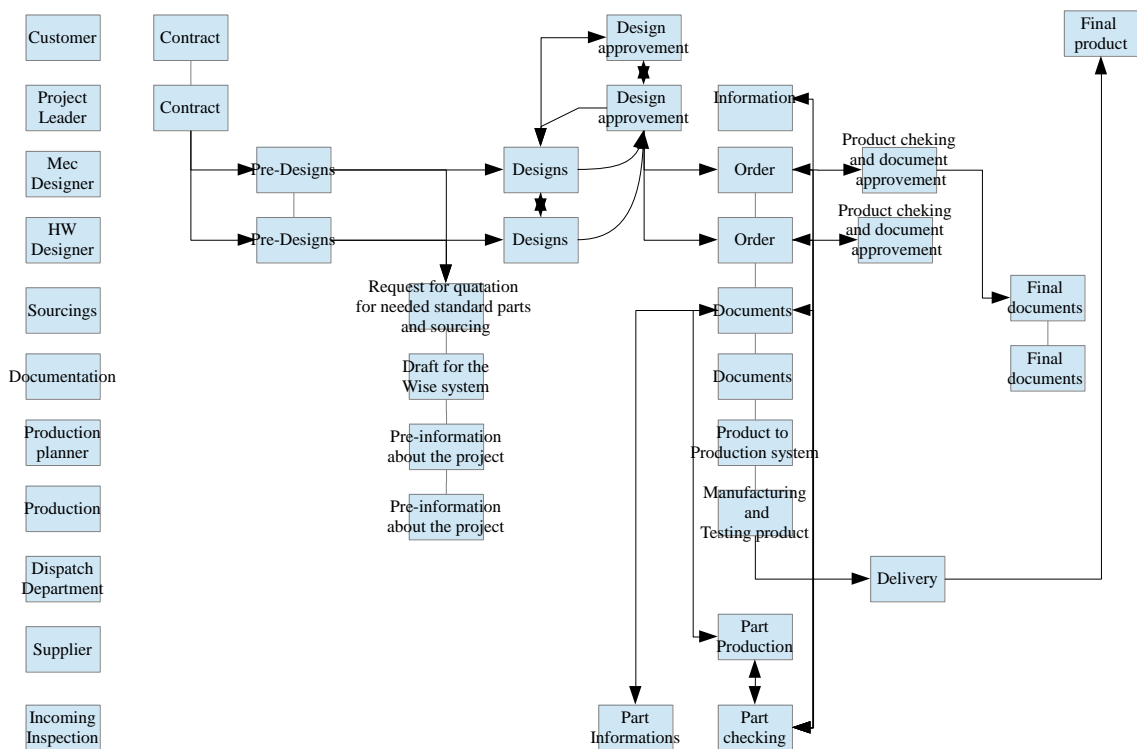 Customer
Contract
Design
approvement
Final
product
Project
Leader
Contract
Design
approvement
Information
Mec
Designer
Pre-Designs
Designs
Order
Product cheking
and document
approvement
HW
Designer
Pre-Designs
Designs
Order
Product cheking
and document
approvement
Sourcings
Request for quatation
for needed standard parts
and sourcing
Documents
Final
documents
Documentation
Draft for the
Wise system
Documents
Final
documents
Production
planner
Pre-information
about the project
Product to
Production system
Production
Pre-information
about the project
Manufacturing
and
Testing product
Dispatch
Department
Delivery
Supplier
Part
Production
Incoming
Inspection
Part
Informations
Part
checking